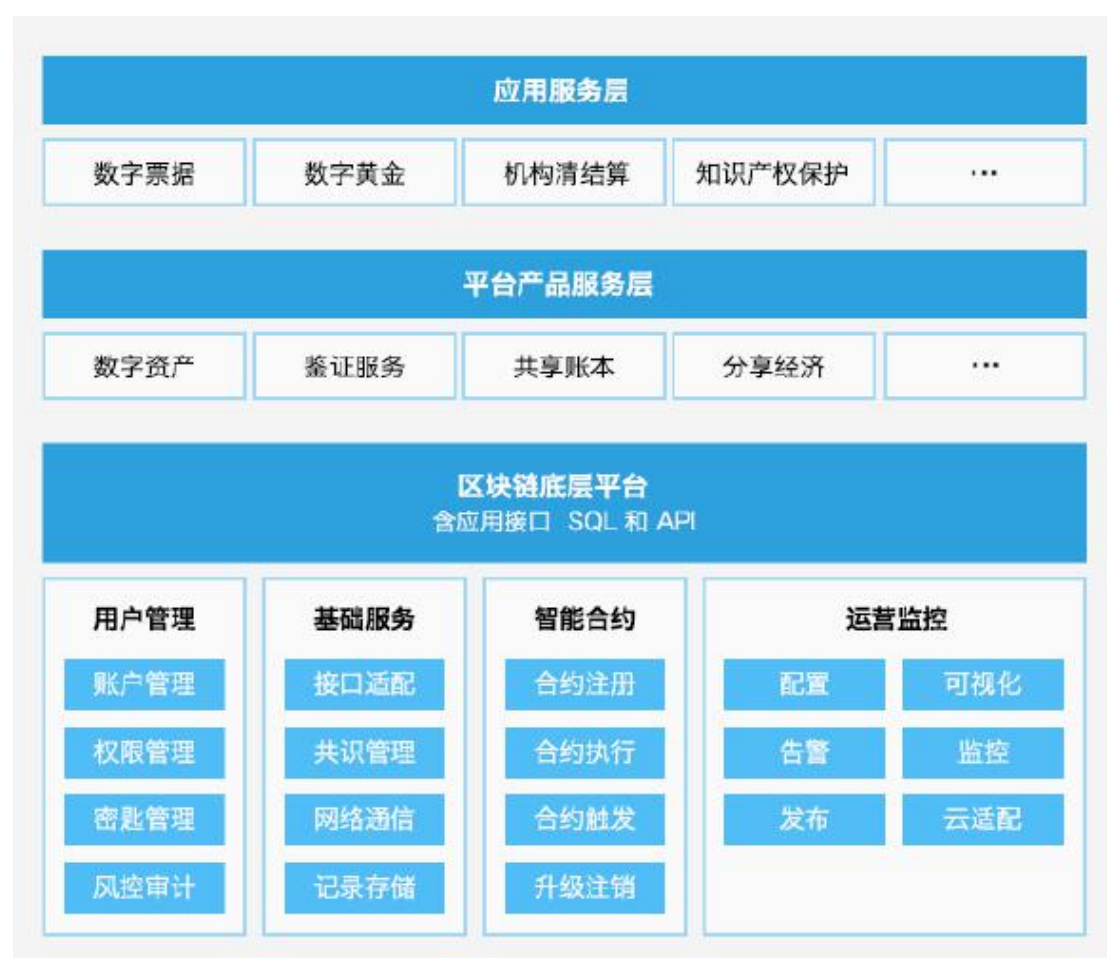 应用服务层
数字票据 数字黄金 机构清结算 知识产权保护 ...
平台产品服务层
数字资产 鉴证服务 共享账本 分享经济 ...
区块链底层平台
含应用接口 SQL 和 API
用户管理 基础服务 智能合约 运营监控
账户管理 接口适配 合约注册 配置 可视化
权限管理 共识管理 合约执行 告警 监控
密匙管理 网络通信 合约触发 发布 云适配
风控审计 记录存储 升级注销